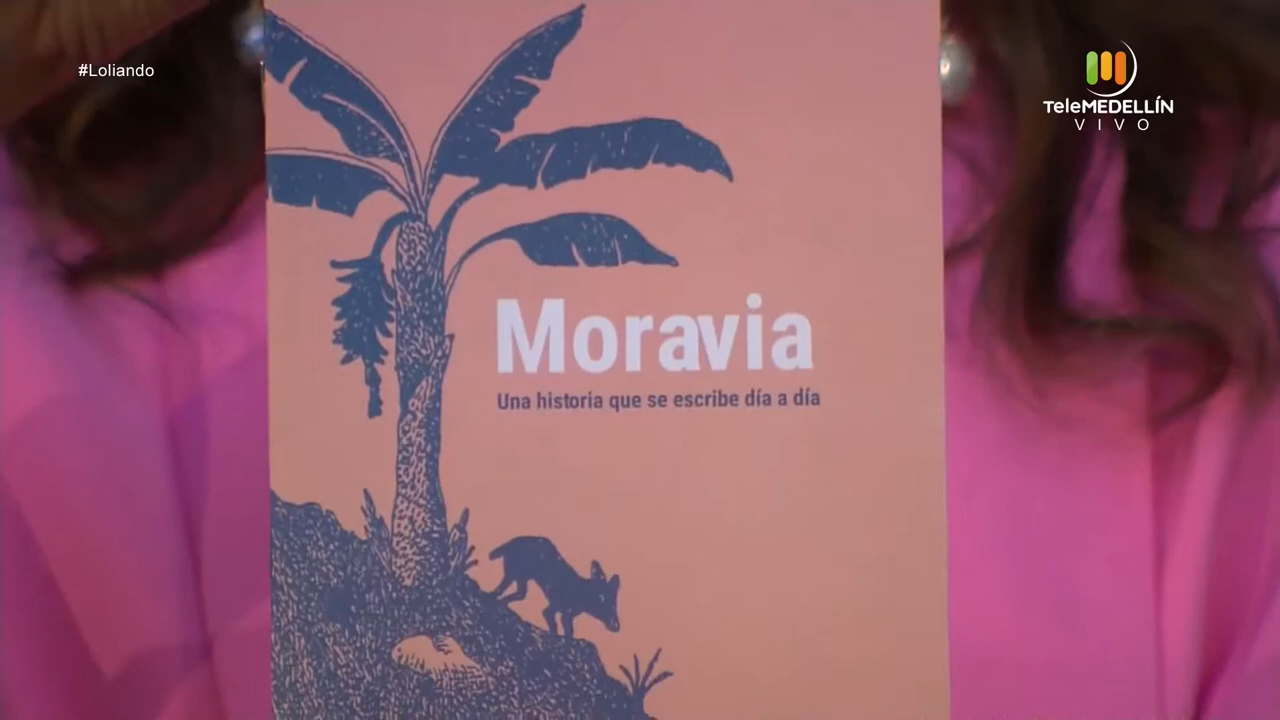 #Loliando
TeleMEDELLÍN
VIVO
Moravia
Una historia que se escribe día a día